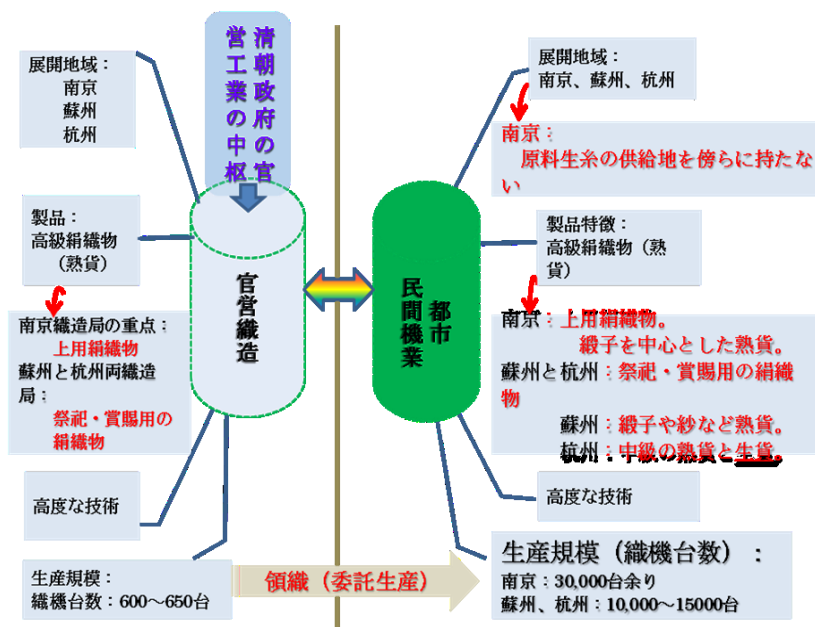 清朝政府の官
営工業の中枢
展開地域：
南京
蘇州
杭州
製品：
高級絹織物
（熟貨）
南京織造局の重点：
上用絹織物
蘇州と杭州両織造
局：
祭祀・賞賜用の
絹織物
高度な技術
生産規模：
織機台数：600～650台
官営織造
領織（委託生産）
都市
民間機業
展開地域：
南京、蘇州、杭州
南京：
原料生糸の供給地を傍らに持たな
い
製品特徴：
高級絹織物（熟
貨）
南京：上用絹織物。
緞子を中心とした熟貨。
蘇州と杭州：祭祀・賞賜用の絹織
物
蘇州：緞子や紗など熟貨。
杭州：中級の熟貨と生貨。
高度な技術
生産規模（織機台数）：
南京：30,000台余り
蘇州、杭州：10,000～15000台